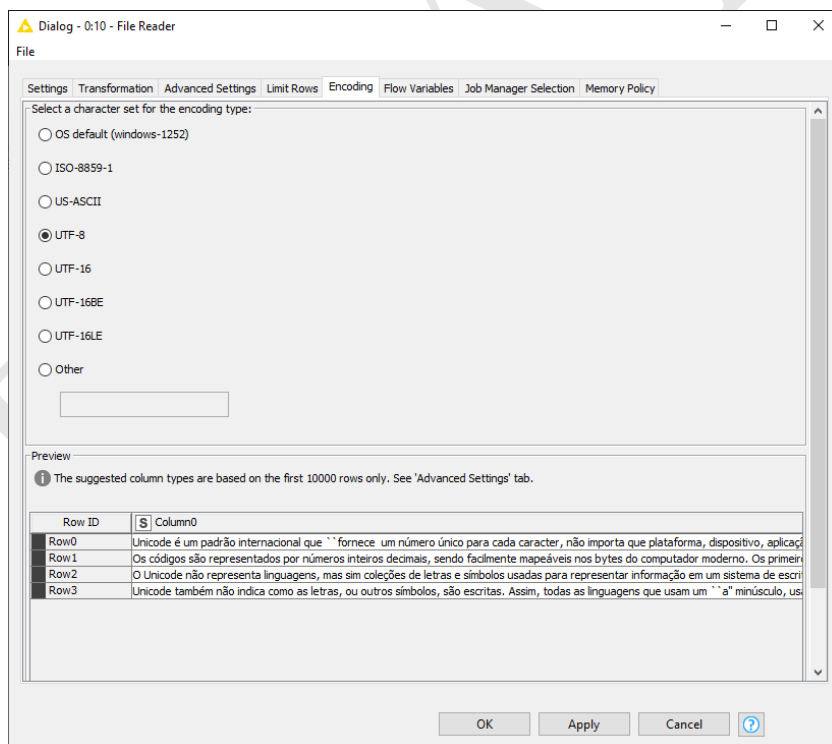 Dialog - 0:10 - File Reader
File
Settings Transformation Advanced Settings Limit Rows Encoding Flow Variables Job Manager Selection Memory Policy
Select a character set for the encoding type:
OS default (windows-1252)
ISO-8859-1
US-ASCII
UTF-8
UTF-16
UTF-16BE
UTF-16LE
Other
Preview
The suggested column types are based on the first 10000 rows only. See 'Advanced Settings' tab.
Row ID S Column0
Row0 Unicode é um padrão internacional que ``fornece um número único para cada caracter, não importa que plataforma, dispositivo,
Row1 Os códigos são representados por números inteiros decimais, sendo facilmente mapeáveis nos bytes do computador moderno. Os
Row2 O Unicode não representa linguagens, mas sim coleções de letras e símbolos usadas para representar informação em um sistema de
Row3 Unicode também não indica como as letras, ou outros símbolos, são escritas. Assim, todas as linguagens que usam um ``a" minúsculo,
OK Apply Cancel ?